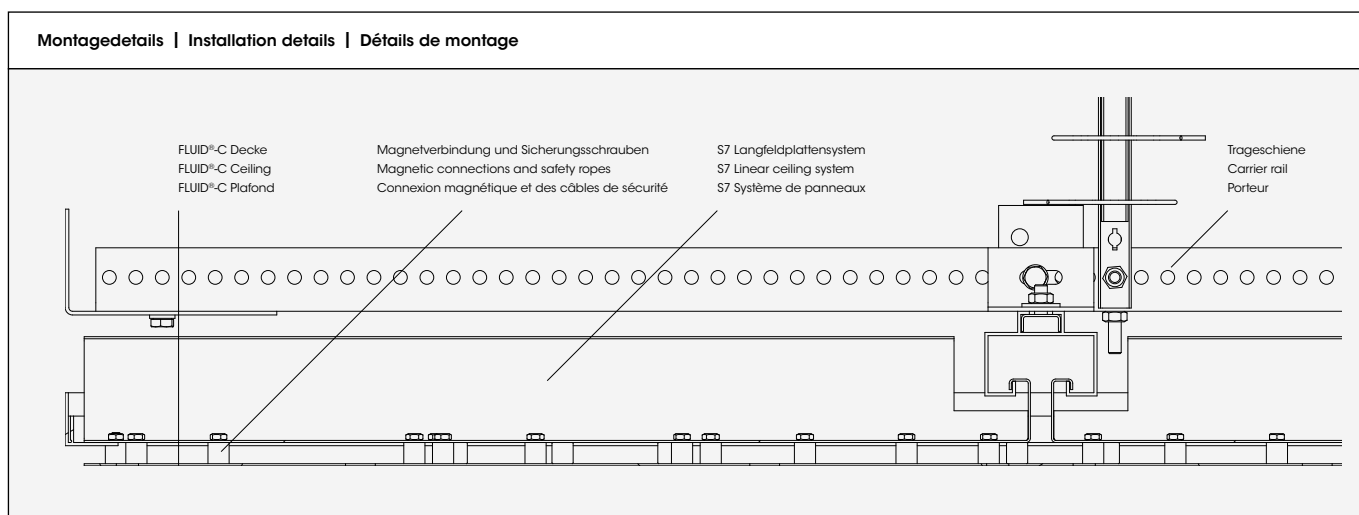 Montagedetails | Installation details | Détails de montage
FLUID®-C Decke
FLUID®-C Ceiling
FLUID®-C Plafond
Magnetverbindung und Sicherungsschrauben
Magnetic connections and safety ropes
Connexion magnétique et des câbles de sécurité
S7 Langfeldplattensystem
S7 Linear ceiling system
S7 Système de panneaux
Trageschiene
Carrier rail
Porteur